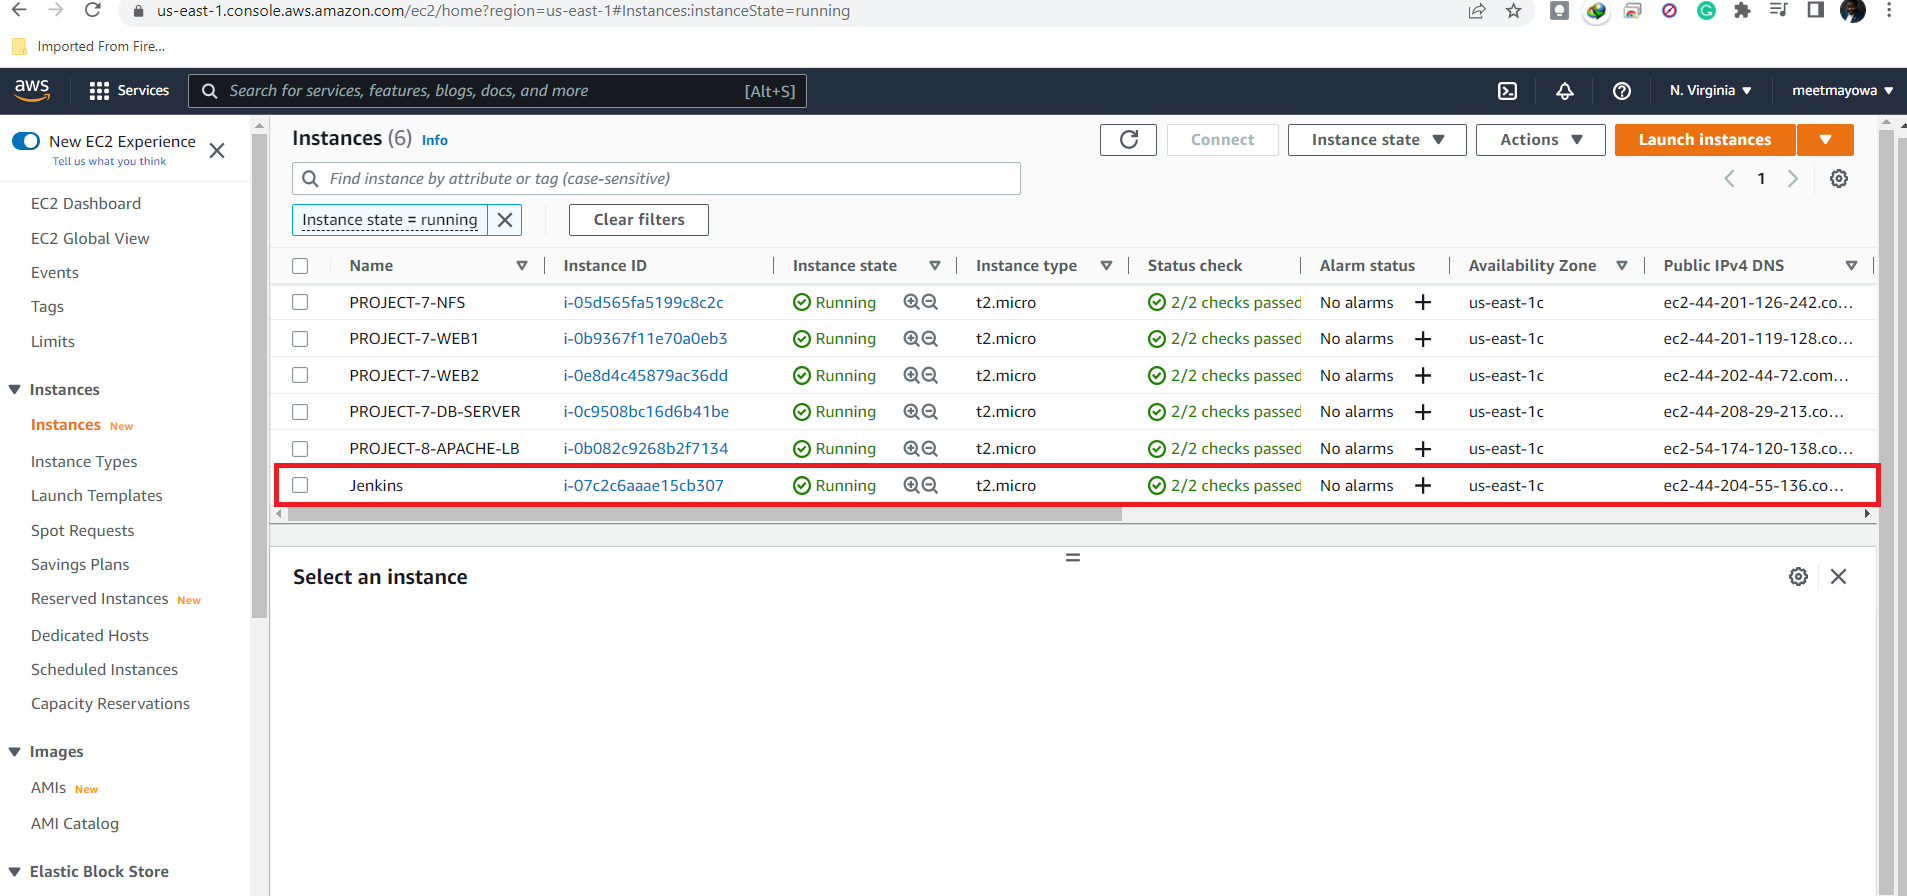 us-east-1.console.aws.amazon.com/ec2/home?region=us-east-1#Instances:instanceState=running
Imported From Fire...
aws Services Search for services, features, blogs, docs, and more [Alt+S] N. Virginia meetmayowa
New EC2 Experience
Tell us what you think
EC2 Dashboard
EC2 Global View
Events
Tags
Limits
Instances
Instances New
Instance Types
Launch Templates
Spot Requests
Savings Plans
Reserved Instances New
Dedicated Hosts
Scheduled Instances
Capacity Reservations
Images
AMIs New
AMI Catalog
Elastic Block Store
Instances (6) Info Connect Instance state Actions Launch instances
Find instance by attribute or tag (case-sensitive) 1
Instance state = running Clear filters
Name Instance ID Instance state Instance type Status check Alarm status Availability Zone Public IPv4 DNS
PROJECT-7-NFS i-05d565fa5199c8c2c Running t2.micro 2/2 checks passed No alarms us-east-1c ec2-44-201-126-242.co...
PROJECT-7-WEB1 i-0b9367f11e70a0eb3 Running t2.micro 2/2 checks passed No alarms us-east-1c ec2-44-201-119-128.co...
PROJECT-7-WEB2 i-0e8d4c45879ac36dd Running t2.micro 2/2 checks passed No alarms us-east-1c ec2-44-202-44-72.com...
PROJECT-7-DB-SERVER i-0c9508bc16d6b41be Running t2.micro 2/2 checks passed No alarms us-east-1c ec2-44-208-29-213.co...
PROJECT-8-APACHE-LB i-0b082c9268b2f7134 Running t2.micro 2/2 checks passed No alarms us-east-1c ec2-54-174-120-138.co...
Jenkins i-07c2c6aaae15cb307 Running t2.micro 2/2 checks passed No alarms us-east-1c ec2-44-204-55-136.co...
Select an instance